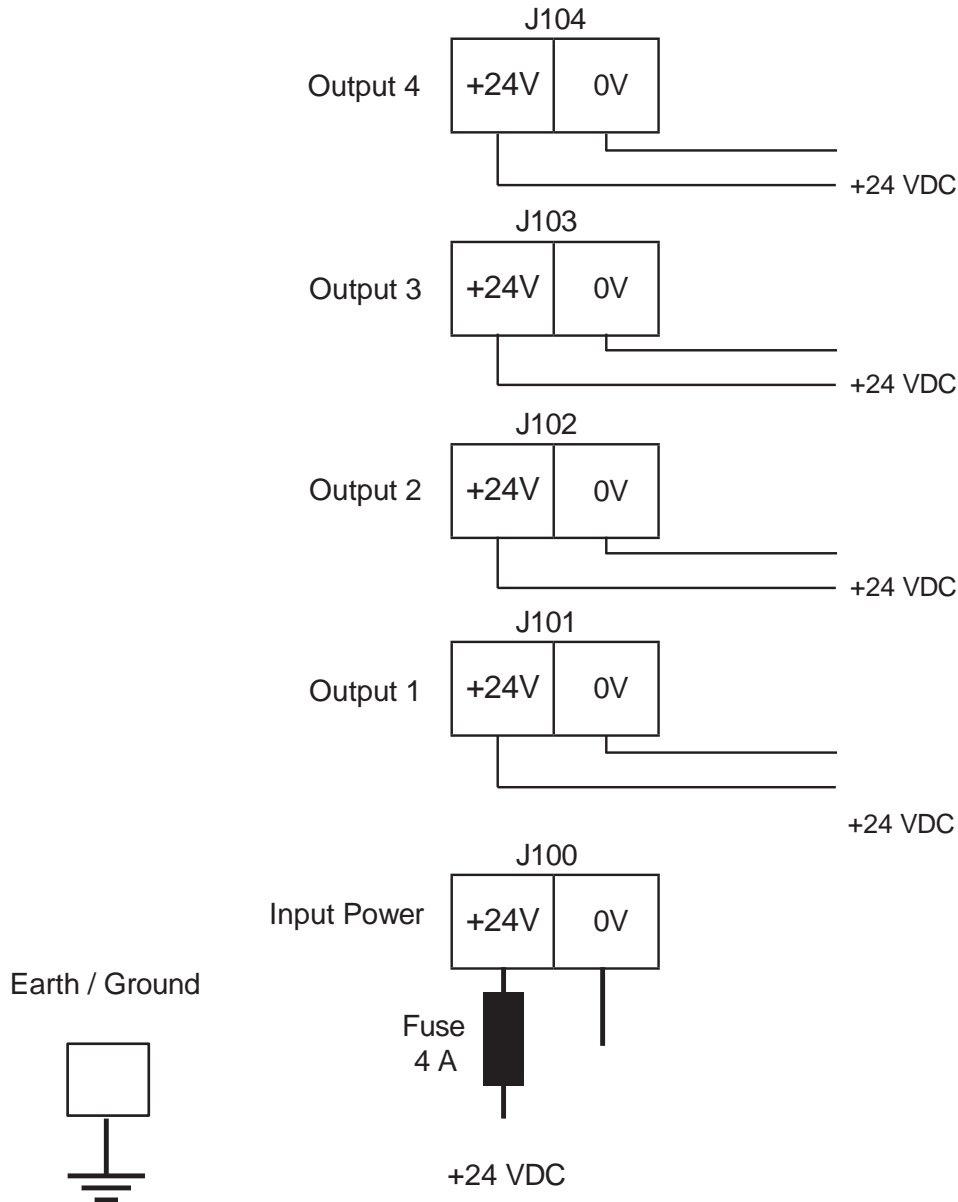 J104
Output 4
+24V
0V
+24 VDC
J103
Output 3
+24V
0V
+24 VDC
J102
Output 2
+24V
0V
+24 VDC
J101
Output 1
+24V
0V
+24 VDC
J100
Input Power
+24V
0V
Earth / Ground
Fuse
4 A
+24 VDC